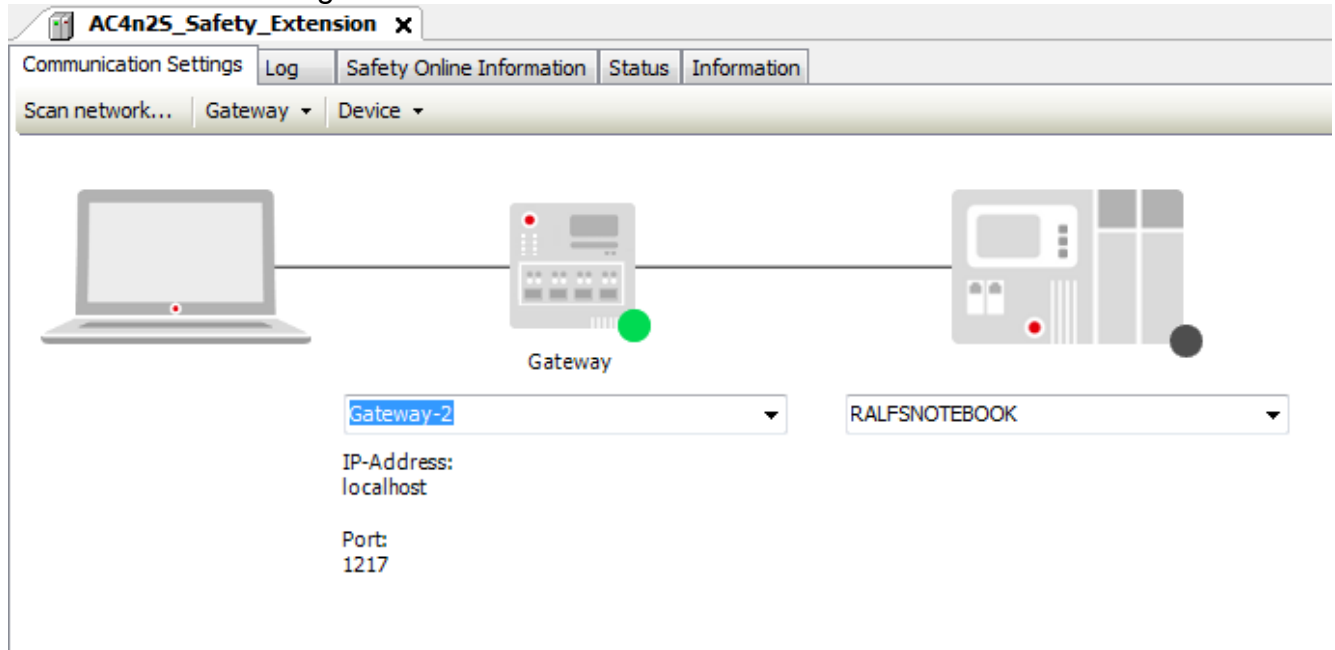 AC4n2S_Safety_Extension x
Communication Settings Log Safety Online Information Status Information
Scan network... Gateway Device
Gateway
Gateway-2 RALFSNOTEBOOK
IP-Address:
localhost
Port:
1217